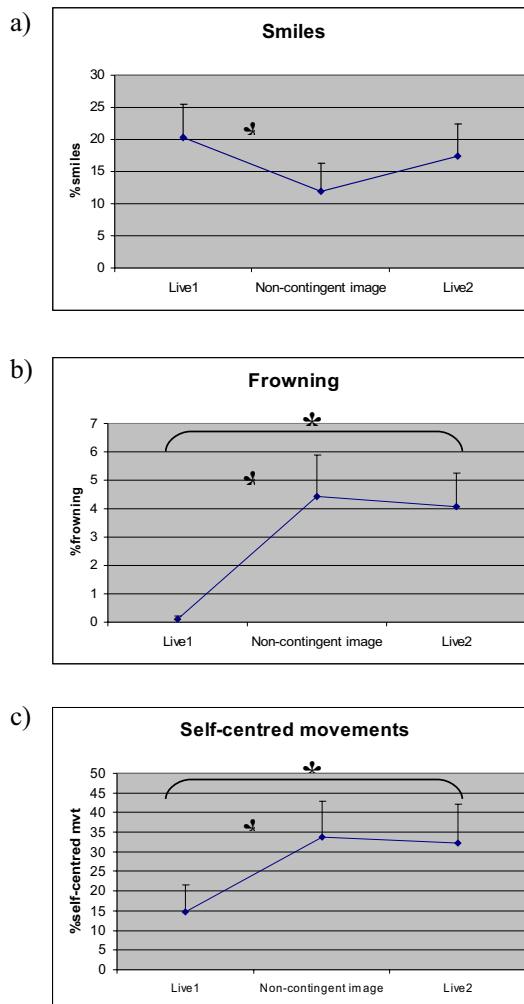 a)
Smiles
%smiles
30
25
20
15
10
5
0
Live1 Non-contingent image Live2
b)
Frowning
%frowning
7
6
5
4
3
2
1
0
Live1 Non-contingent image Live2
c)
Self-centred movements
%self-centred mvt
50
45
40
35
30
25
20
15
10
5
0
Live1 Non-contingent image Live2